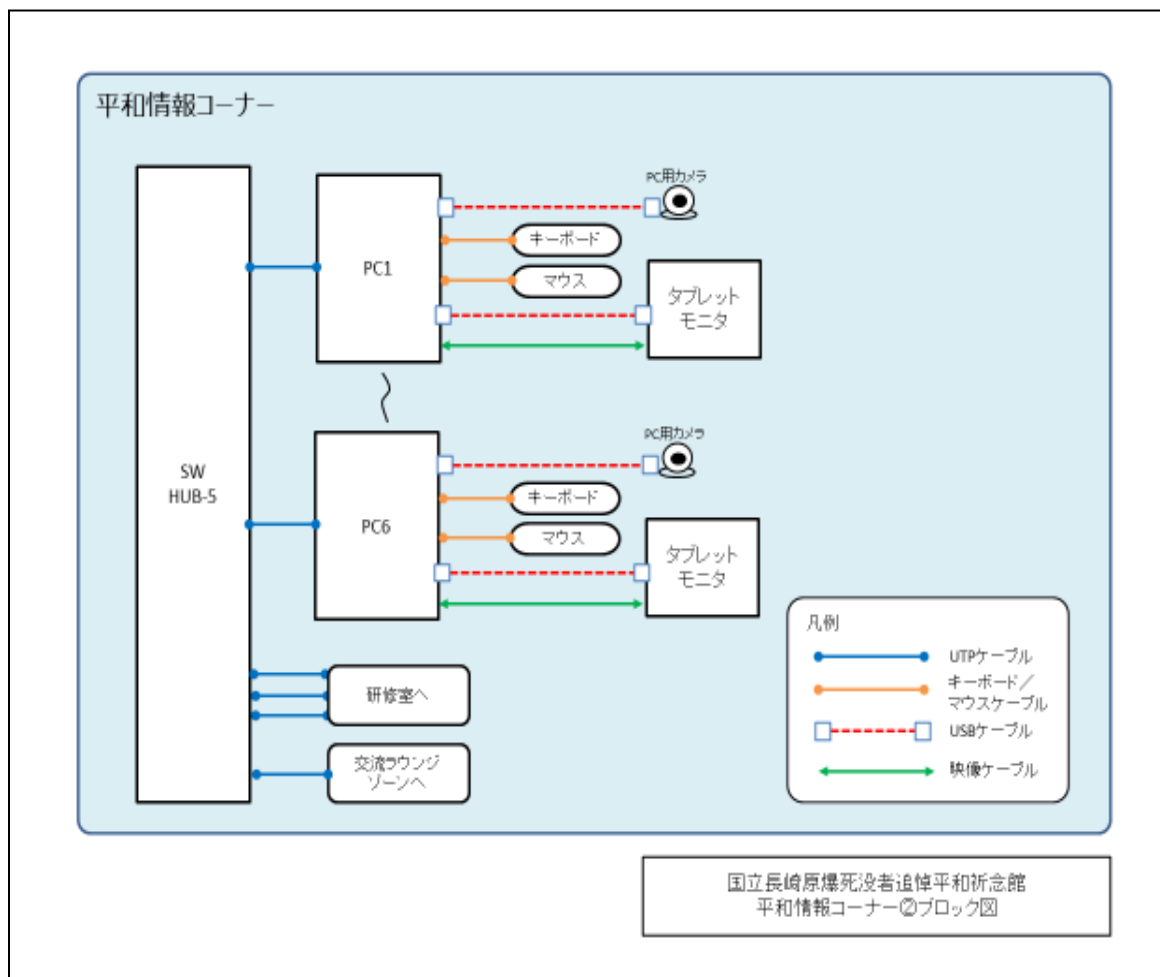 平和情報コーナー
SW
HUB-5
PC1
PC用カメラ
キーボード
マウス
タブレット
モニタ
PC6
PC用カメラ
キーボード
マウス
タブレット
モニタ
研修室へ
交流ラウンジ
ゾーンへ
凡例
UTPケーブル
キーボード／
マウスケーブル
USBケーブル
映像ケーブル
国立長崎原爆死没者追悼平和祈念館
平和情報コーナー②ブロック図